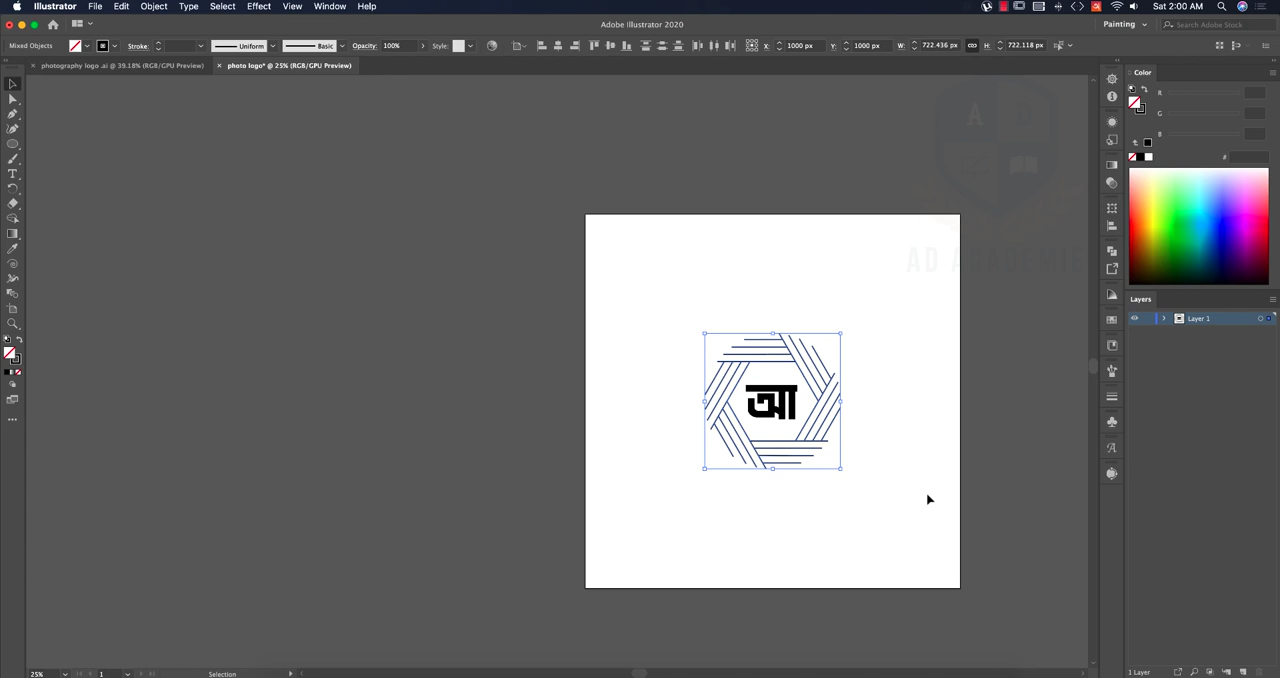 Illustrator File Edit Object Type Select Effect View Window Help Sat 2:00 AM
Adobe Illustrator 2020 Painting Search Adobe Stock
Mixed Objects Stroke: Uniform Basic Opacity: 100% Style: X: 1000 px Y: 1000 px W: 722.436 px H: 722.118 px
× photography logo .ai @ 39.18% (RGB/GPU Preview) × photo logo* @ 25% (RGB/GPU Preview)
Color
R
G
B
#
A D
AD ACADEMIE
Layers
Layer 1
আ
1 Layer
25% 1 Selection